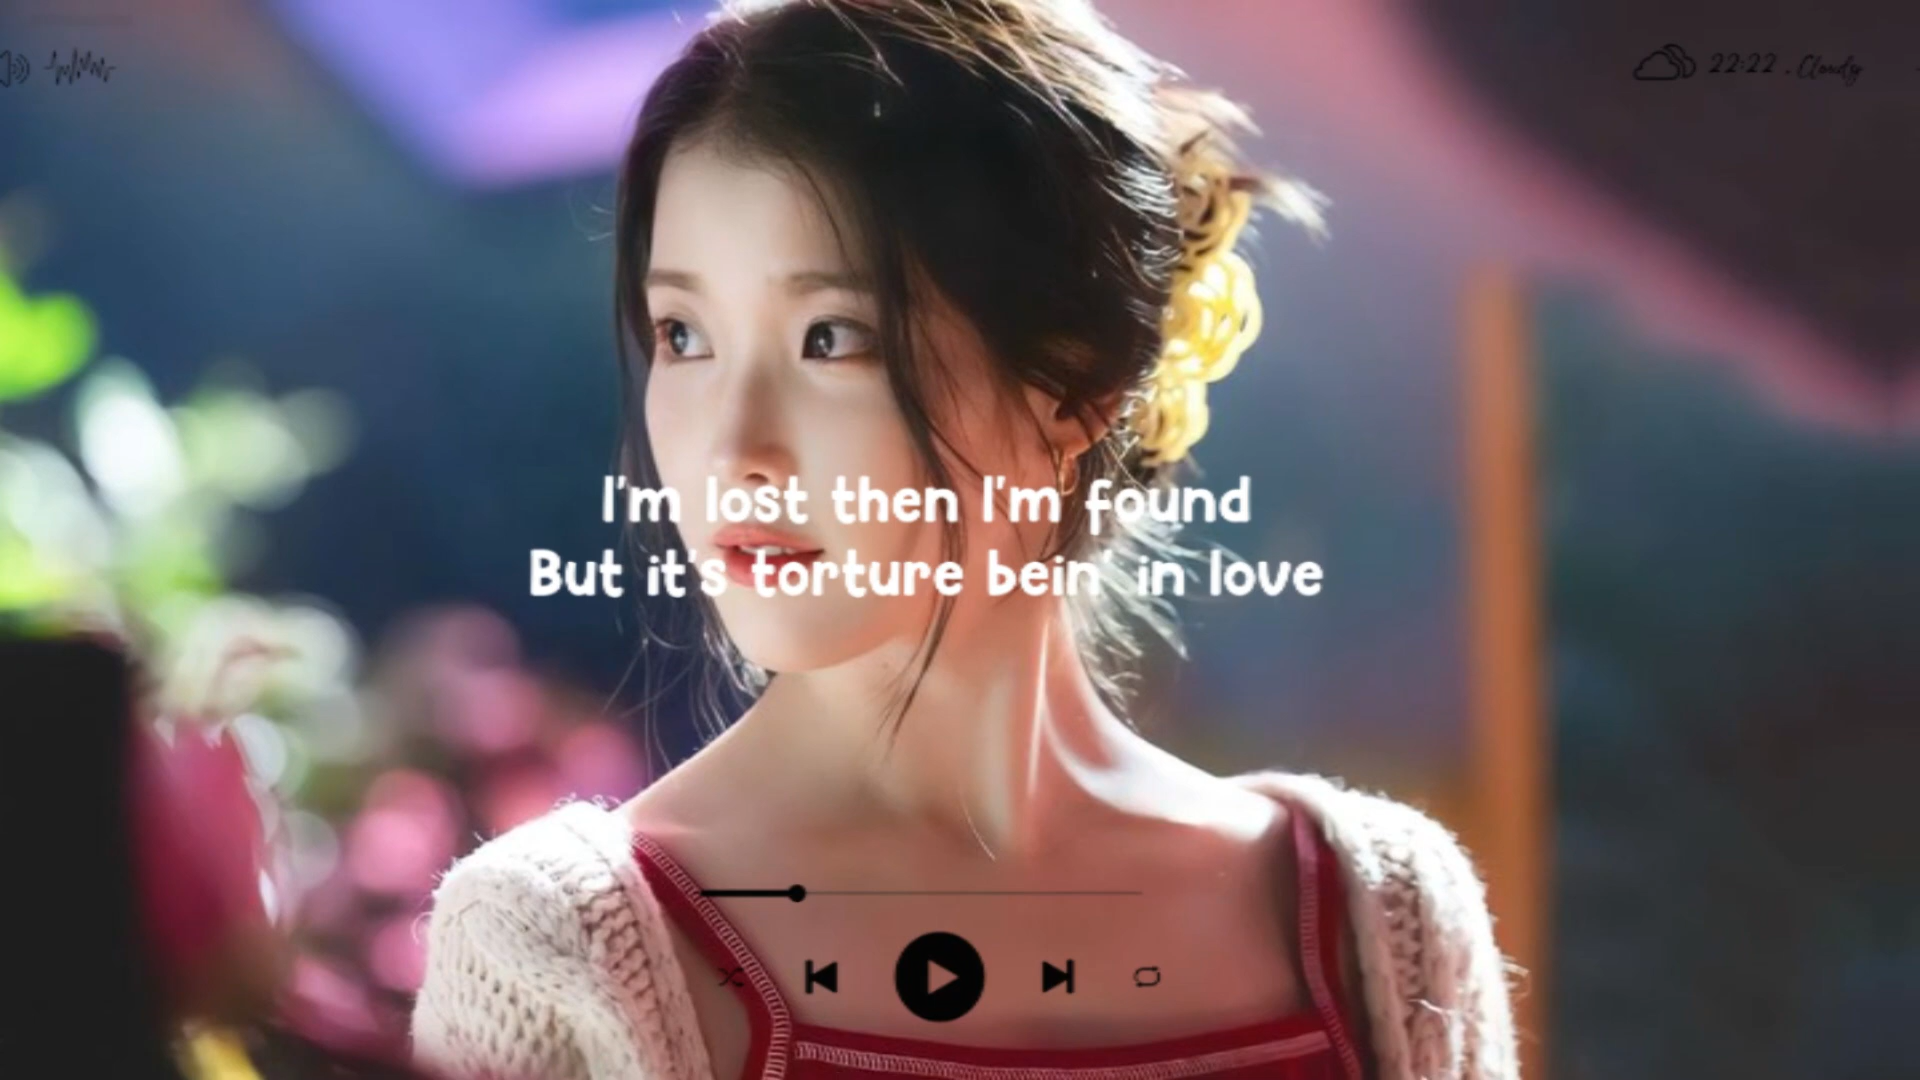 22:22 . Cloudy
I'm lost then I'm found
But it's torture bein' in love